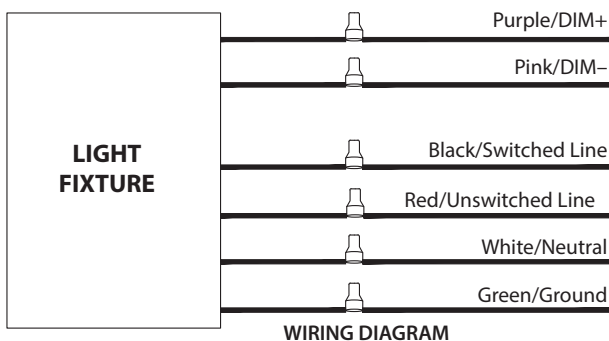 Purple/DIM+
Pink/DIM–
LIGHT
FIXTURE
Black/Switched Line
Red/Unswitched Line
White/Neutral
Green/Ground
WIRING DIAGRAM